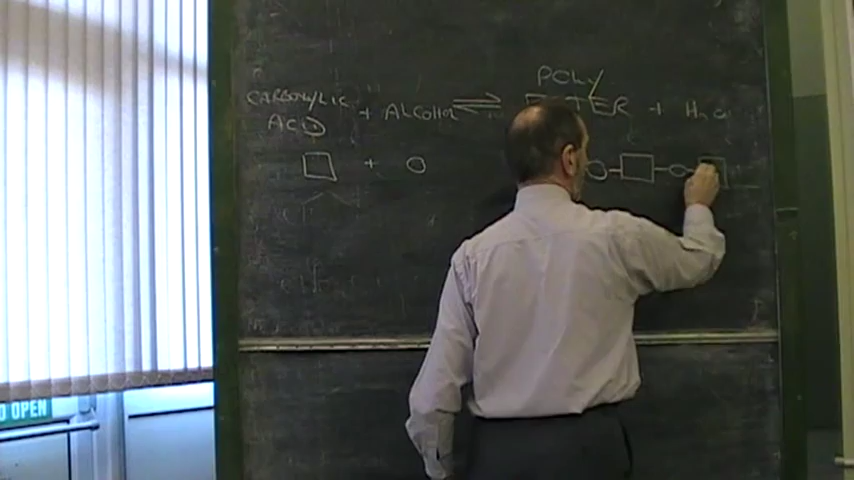 POLY
CARBOXYLIC + ALCOHOL ⇌ ESTER + H2O
ACID
+
O OPEN